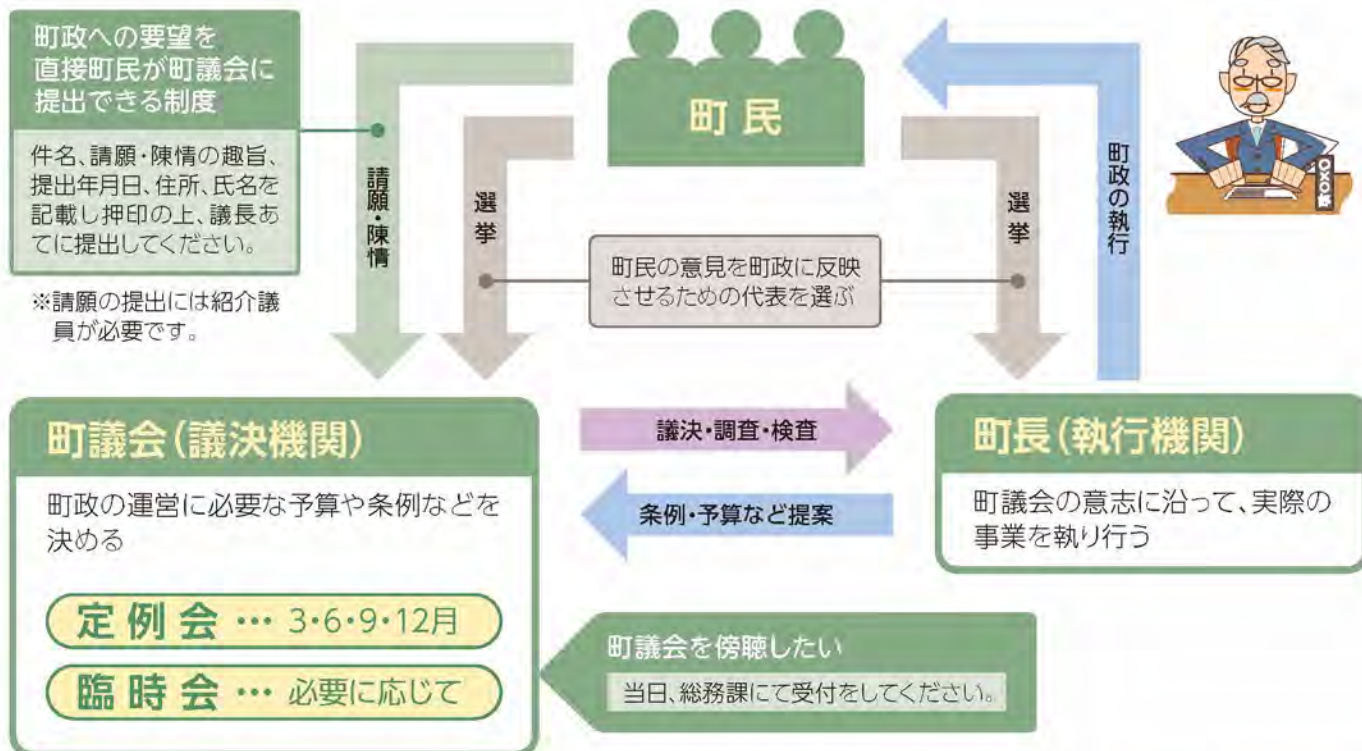 町政への要望を
直接町民が町議会に
提出できる制度
件名、請願・陳情の趣旨、
提出年月日、住所、氏名を
記載し押印の上、議長あ
てに提出してください。
※請願の提出には紹介議
員が必要です。
町民
請願・陳情
選挙
選挙
町政の執行
町民の意見を町政に反映
させるための代表を選ぶ
町議会(議決機関)
町政の運営に必要な予算や条例などを
決める
定例会 … 3・6・9・12月
臨時会 … 必要に応じて
議決・調査・検査
条例・予算など提案
町長(執行機関)
町議会の意志に沿って、実際の
事業を執り行う
町議会を傍聴したい
当日、総務課にて受付をしてください。